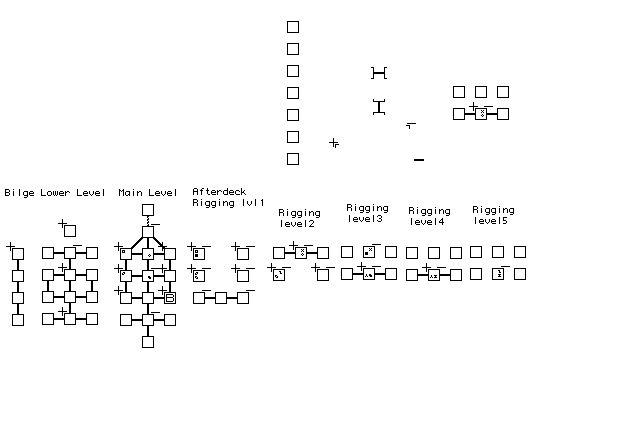 Bilge Lower Level Main Level Afterdeck
Rigging lvl1
Rigging
level2
Rigging
level3
Rigging
level4
Rigging
level5
B